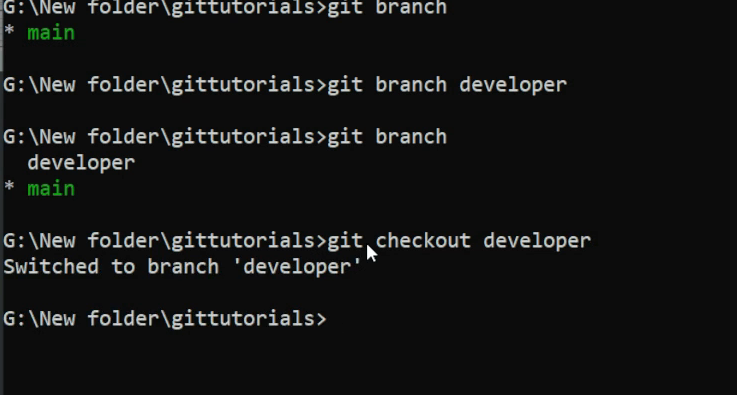 G:\New folder\gittutorials>git branch
* main
G:\New folder\gittutorials>git branch developer
G:\New folder\gittutorials>git branch
  developer
* main
G:\New folder\gittutorials>git checkout developer
Switched to branch 'developer'
G:\New folder\gittutorials>